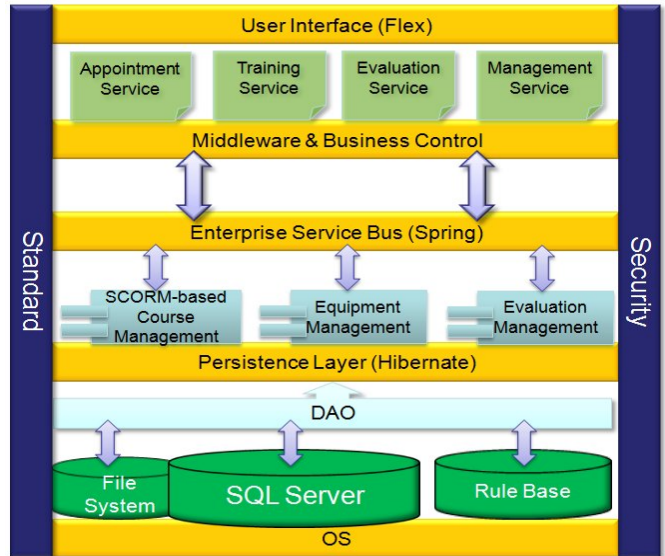 User Interface (Flex)
Appointment
Service
Training
Service
Evaluation
Service
Management
Service
Middleware & Business Control
Enterprise Service Bus (Spring)
Standard
Security
SCORM-based
Course
Management
Equipment
Management
Evaluation
Management
Persistence Layer (Hibernate)
DAO
File
System
SQL Server
Rule Base
OS